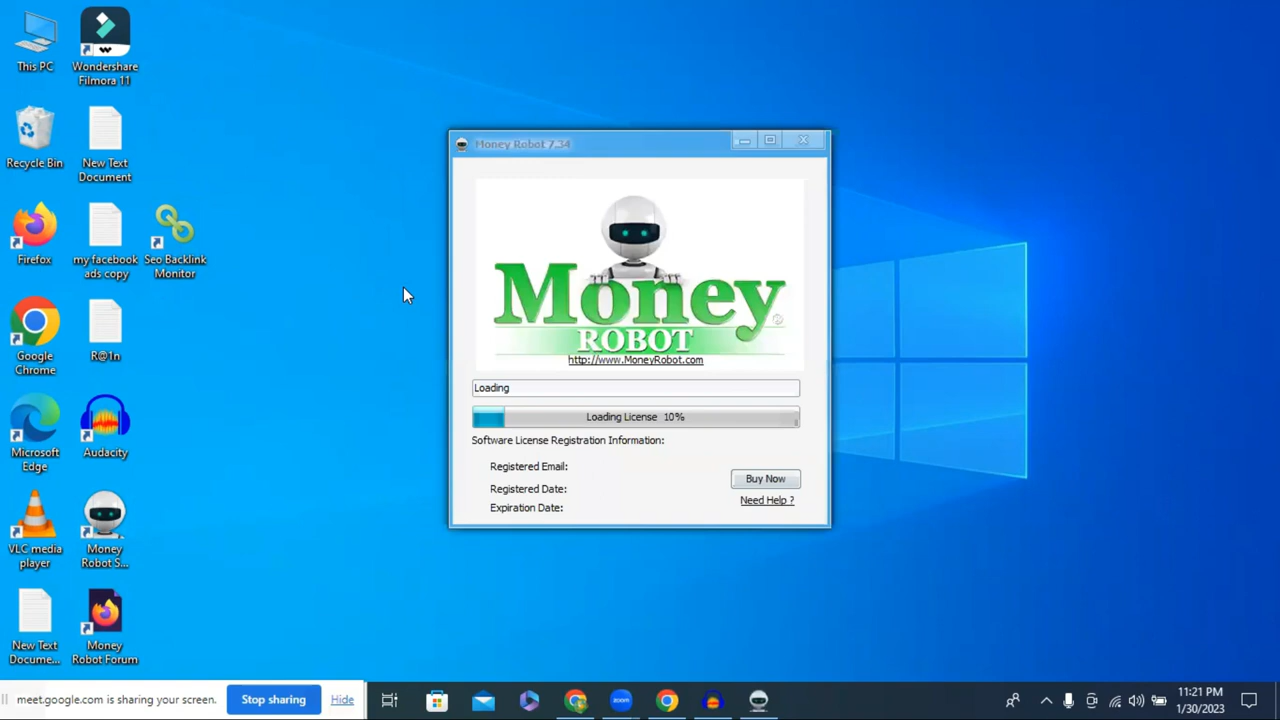 This PC
Wondershare
Filmora 11
Recycle Bin
New Text
Document
Firefox
my facebook
ads copy
Seo Backlink
Monitor
Google
Chrome
R@1n
Microsoft
Edge
Audacity
VLC media
player
Money
Robot S...
New Text
Docume...
Money
Robot Forum
Money Robot 7.34
Money
ROBOT
http://www.MoneyRobot.com
Loading
Loading License 10%
Software License Registration Information:
Registered Email:
Registered Date:
Expiration Date:
Buy Now
Need Help ?
meet.google.com is sharing your screen.
Stop sharing
Hide
zoom
11:21 PM
1/30/2023